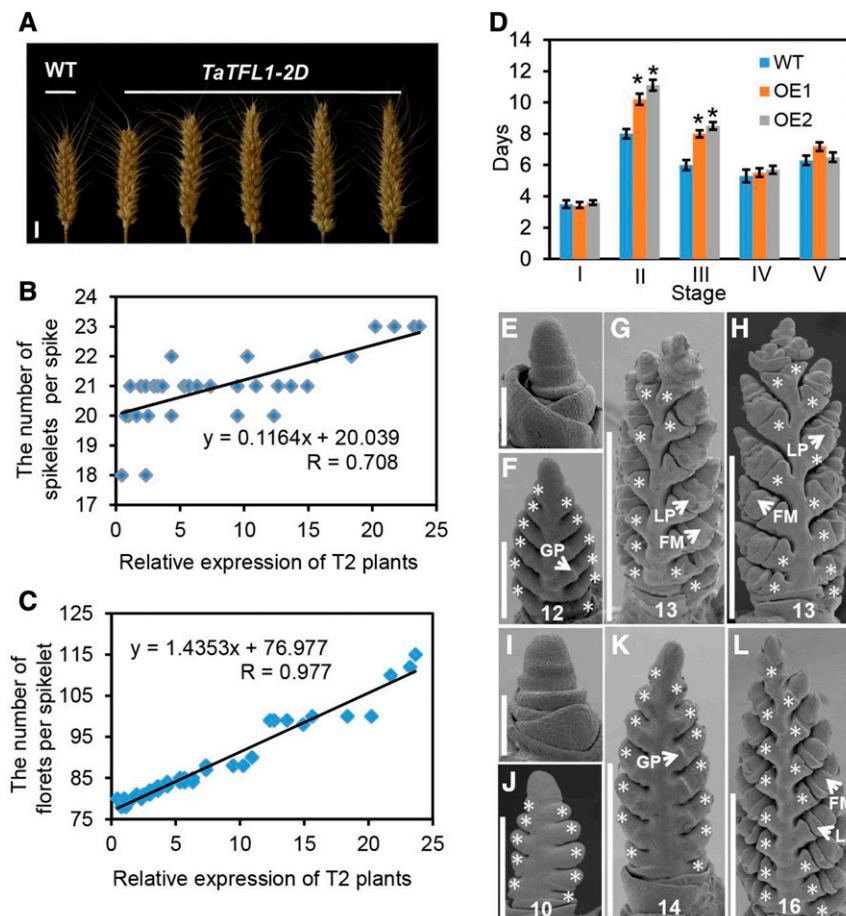 A
WT
TaTFL1-2D
B
The number of
spikelets per spike
24
23
22
21
20
19
18
17
y = 0.1164x + 20.039
R = 0.708
0 5 10 15 20 25
Relative expression of T2 plants
C
The number of
florets per spikelet
125
115
105
95
85
75
y = 1.4353x + 76.977
R = 0.977
0 5 10 15 20 25
Relative expression of T2 plants
D
Days
14
12
10
8
6
4
2
0
* *
* *
WT
OE1
OE2
I II III IV V
Stage
E
F
GP
12
G
LP
FM
13
H
LP
FM
13
I
J
10
K
GP
14
L
FM
L
16